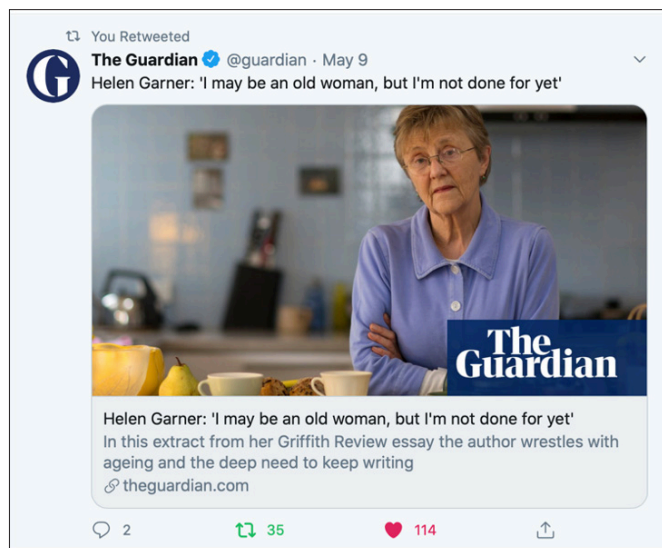 You Retweeted
The Guardian @guardian · May 9
Helen Garner: 'I may be an old woman, but I'm not done for yet'
The
Guardian
Helen Garner: 'I may be an old woman, but I'm not done for yet'
In this extract from her Griffith Review essay the author wrestles with
ageing and the deep need to keep writing
theguardian.com
2 35 114